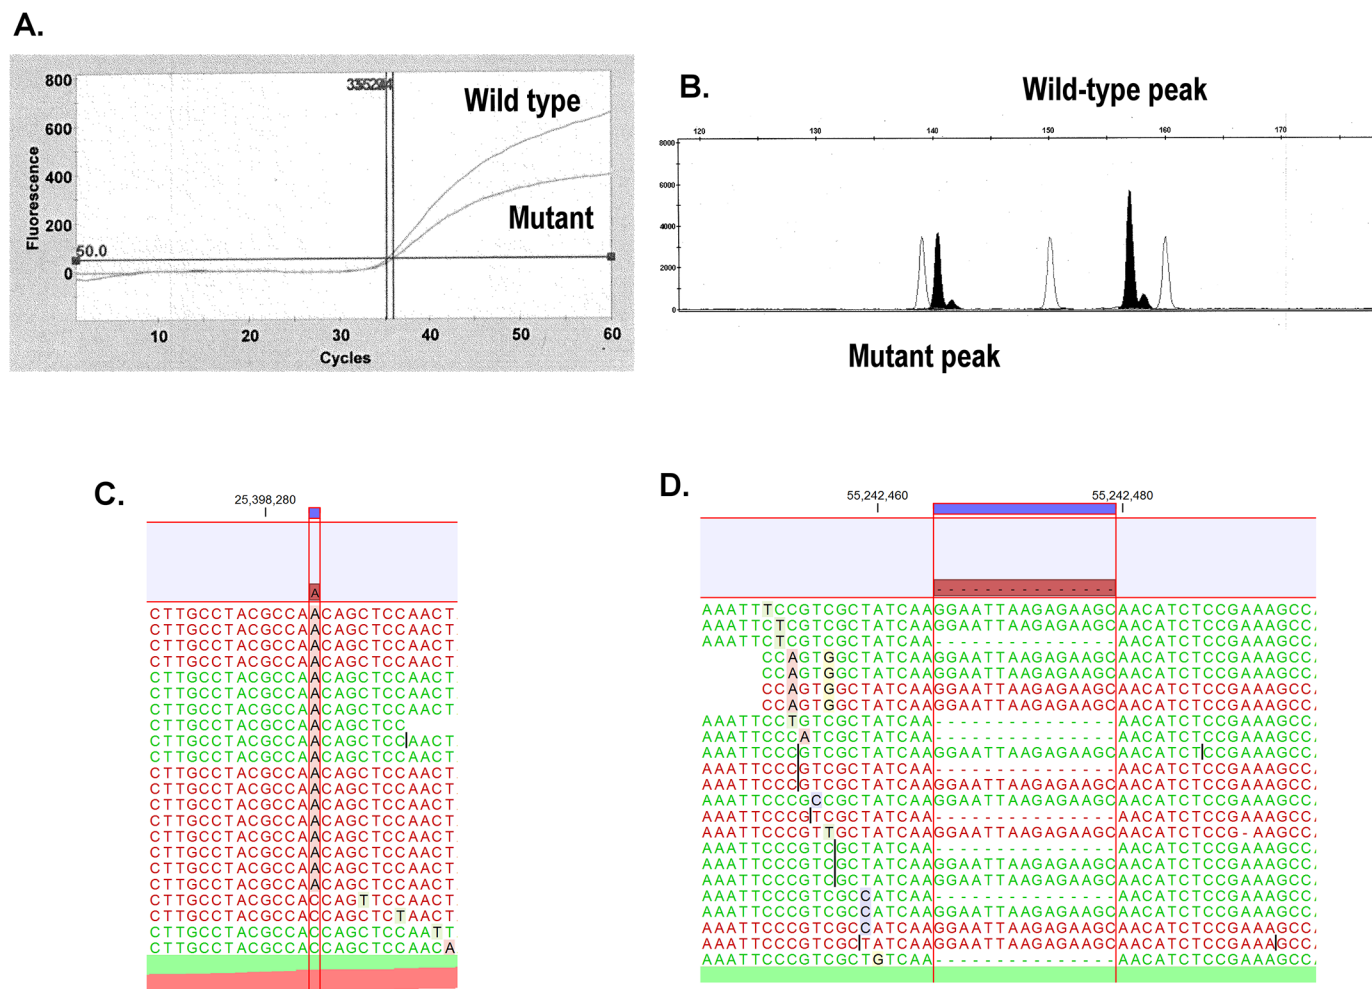 A.
800
600
400
200
0
Fluorescence
50.0
Wild type
Mutant
10
20
30
40
50
60
Cycles
B.
Wild-type peak
120
130
140
150
160
170
8000
6000
4000
2000
0
Mutant peak
C.
25,398,280
A
CTTGCCTACGCCAACAGCTCCAACT
CTTGCCTACGCCAACAGCTCCAACT
CTTGCCTACGCCAACAGCTCCAACT
CTTGCCTACGCCAACAGCTCCAACT
CTTGCCTACGCCAACAGCTCCAACT
CTTGCCTACGCCAACAGCTCCAACT
CTTGCCTACGCCAACAGCTCCAACT
CTTGCCTACGCCAACAGCTCC
CTTGCCTACGCCAACAGCTCCAACT
CTTGCCTACGCCAACAGCTCCAACT
CTTGCCTACGCCAACAGCTCCAACT
CTTGCCTACGCCAACAGCTCCAACT
CTTGCCTACGCCAACAGCTCCAACT
CTTGCCTACGCCAACAGCTCCAACT
CTTGCCTACGCCAACAGCTCCAACT
CTTGCCTACGCCAACAGCTCCAACT
CTTGCCTACGCCAACAGCTCCAACT
CTTGCCTACGCCAACAGCTCCAACT
CTTGCCTACGCCACCAGTTCCAACT
CTTGCCTACGCCACCAGCTCTAACT
CTTGCCTACGCCACCAGCTCCAATT
CTTGCCTACGCCACCAGCTCCAACA
D.
55,242,460
55,242,480
---------------
AAATTTCCGTCGCTATCAAGGAATTAAGAGAAGCAACATCTCCGAAAGCC
AAATTCTCGTCGCTATCAAGGAATTAAGAGAAGCAACATCTCCGAAAGCC
AAATTCTCGTCGCTATCAA---------------AACATCTCCGAAAGCC
CCAGTGGCTATCAAGGAATTAAGAGAAGCAACATCTCCGAAAGCC
CCAGTGGCTATCAAGGAATTAAGAGAAGCAACATCTCCGAAAGCC
CCAGTGGCTATCAAGGAATTAAGAGAAGCAACATCTCCGAAAGCC
CCAGTGGCTATCAAGGAATTAAGAGAAGCAACATCTCCGAAAGCC
AAATTCCTGTCGCTATCAA---------------AACATCTCCGAAAGCC
AAATTCCCATCGCTATCAA---------------AACATCTCCGAAAGCC
AAATTCCCGTCGCTATCAAGGAATTAAGAGAAGCAACATCTCCGAAAGCC
AAATTCCCGTCGCTATCAA---------------AACATCTCCGAAAGCC
AAATTCCCGTCGCTATCAAGGAATTAAGAGAAGCAACATCTCCGAAAGCC
AAATTCCCGCCGCTATCAAGGAATTAAGAGAAGCAACATCTCCGAAAGCC
AAATTCCCGTCGCTATCAA---------------AACATCTCCGAAAGCC
AAATTCCCGTTGCTATCAAGGAATTAAGAGAAGCAACATCTCCG-AAGCC
AAATTCCCGTCGCTATCAA---------------AACATCTCCGAAAGCC
AAATTCCCGTCGCTATCAAGGAATTAAGAGAAGCAACATCTCCGAAAGCC
AAATTCCCGTCGCTATCAAGGAATTAAGAGAAGCAACATCTCCGAAAGCC
AAATTCCCGTCGCCATCAA---------------AACATCTCCGAAAGCC
AAATTCCCGTCGCCATCAAGGAATTAAGAGAAGCAACATCTCCGAAAGCC
AAATTCCCGTCGCCATCAA---------------AACATCTCCGAAAGCC
AAATTCCCGTCGCTATCAAGGAATTAAGAGAAGCAACATCTCCGAAAGCC
AAATTCCCGTCGCTGTCAA---------------AACATCTCCGAAAGCC